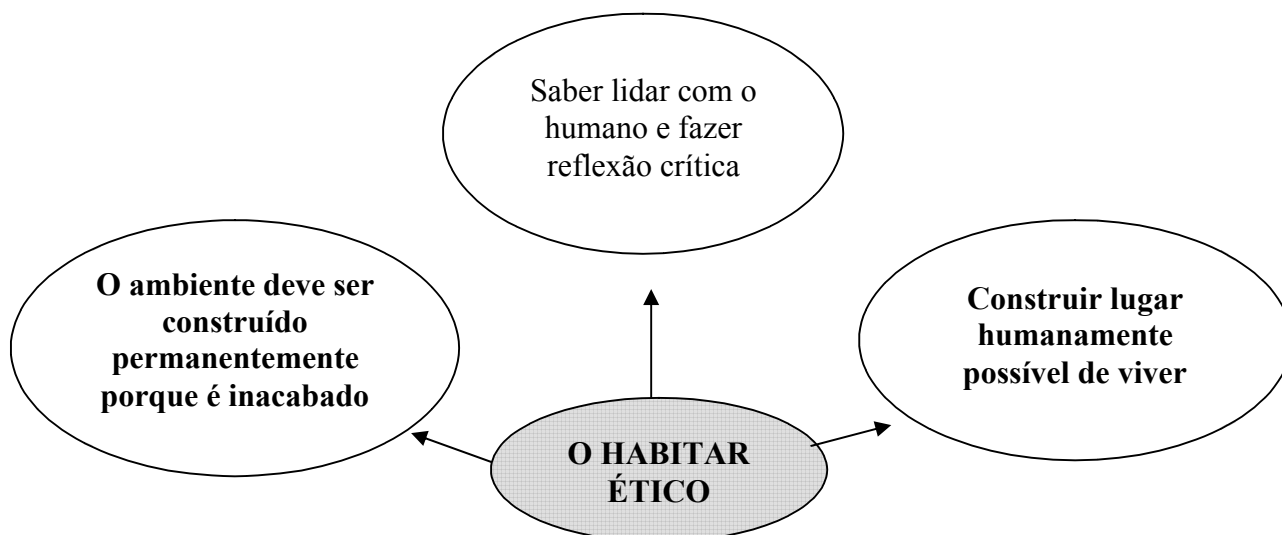 Saber lidar com o
humano e fazer
reflexão crítica
O ambiente deve ser
construído
permanentemente
porque é inacabado
Construir lugar
humanamente
possível de viver
O HABITAR
ÉTICO